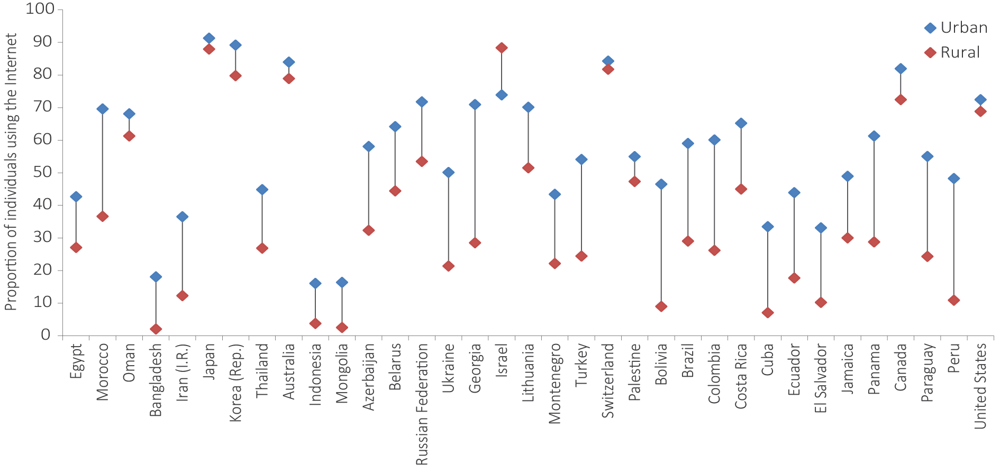 Proportion of individuals using the Internet
100
90
80
70
60
50
40
30
20
10
0
Urban
Rural
Egypt
Morocco
Oman
Bangladesh
Iran (I.R.)
Japan
Korea (Rep.)
Thailand
Australia
Indonesia
Mongolia
Azerbaijan
Belarus
Russian Federation
Ukraine
Georgia
Israel
Lithuania
Montenegro
Turkey
Switzerland
Palestine
Bolivia
Brazil
Colombia
Costa Rica
Cuba
Ecuador
El Salvador
Jamaica
Panama
Canada
Paraguay
Peru
United States